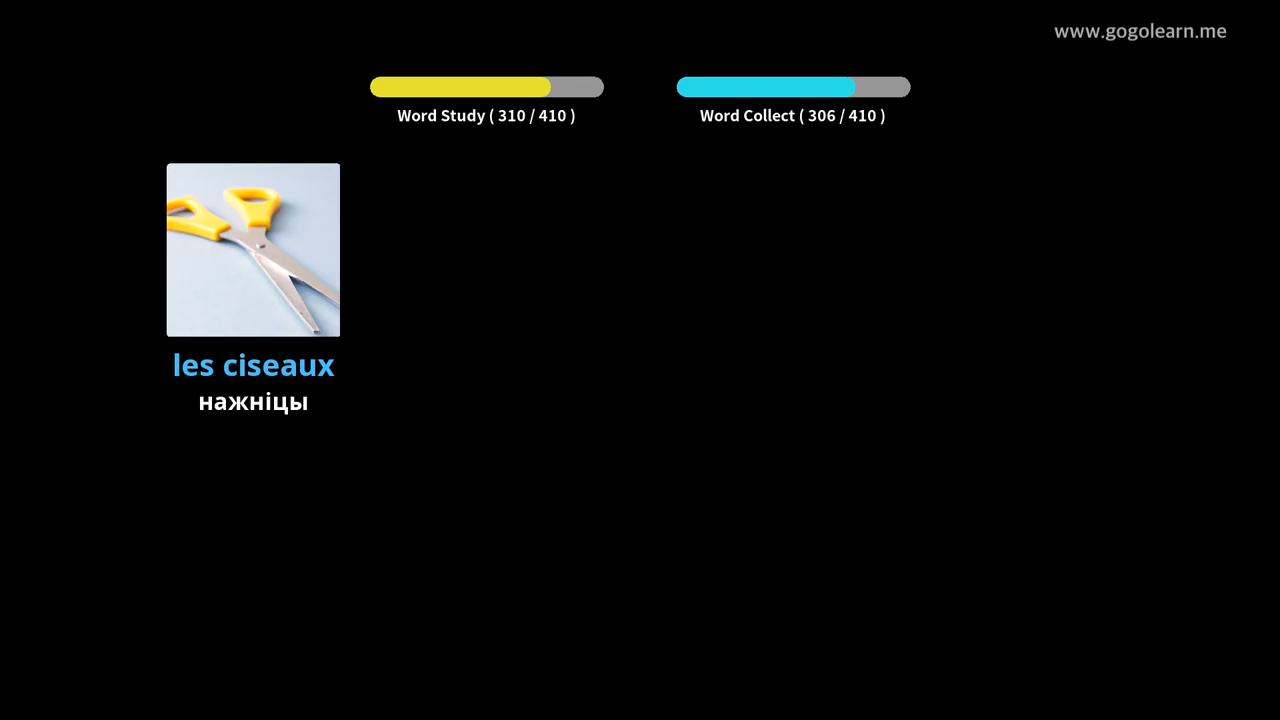 www.gogolearn.me
Word Study ( 310 / 410 )
Word Collect ( 306 / 410 )
les ciseaux
нажніцы